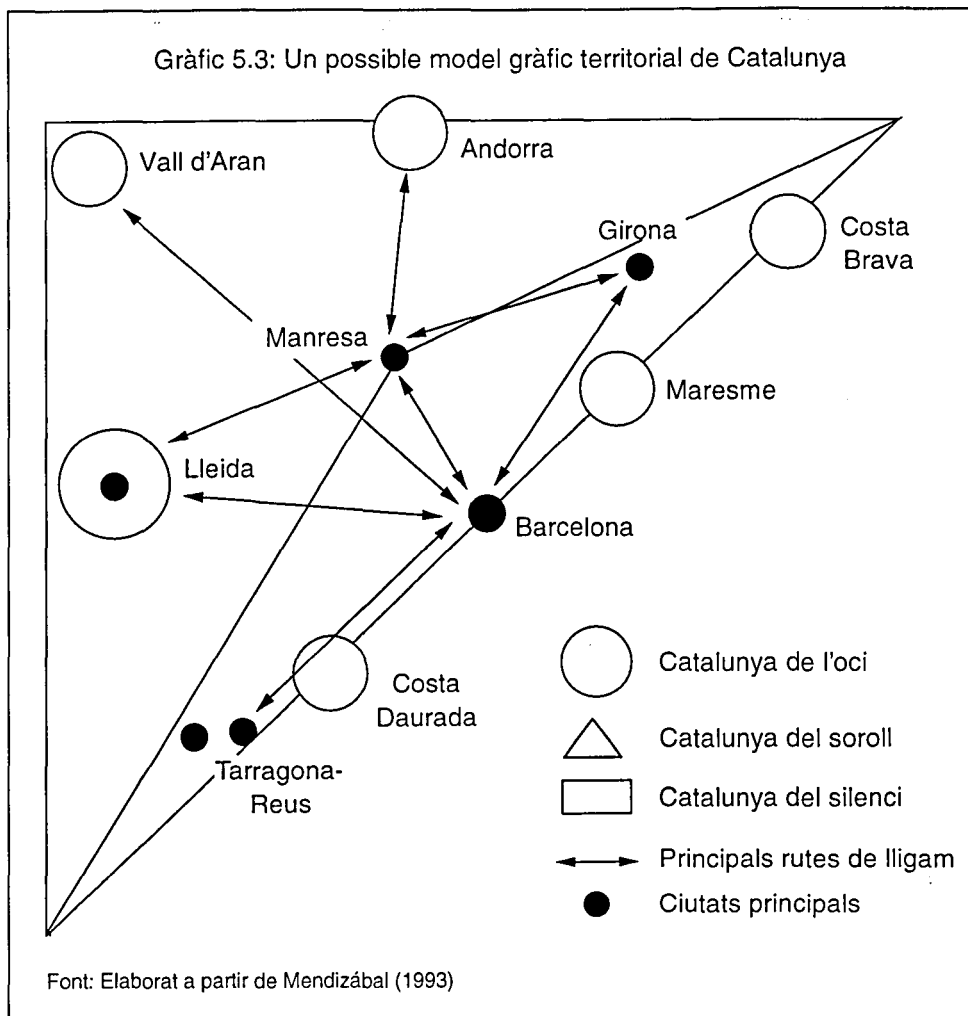 Gràfic 5.3: Un possible model gràfic territorial de Catalunya
Vall d'Aran
Andorra
Girona
Costa
Brava
Manresa
Maresme
Lleida
Barcelona
Costa
Daurada
Tarragona-
Reus
Catalunya de l'oci
Catalunya del soroll
Catalunya del silenci
Principals rutes de lligam
Ciutats principals
Font: Elaborat a partir de Mendizábal (1993)